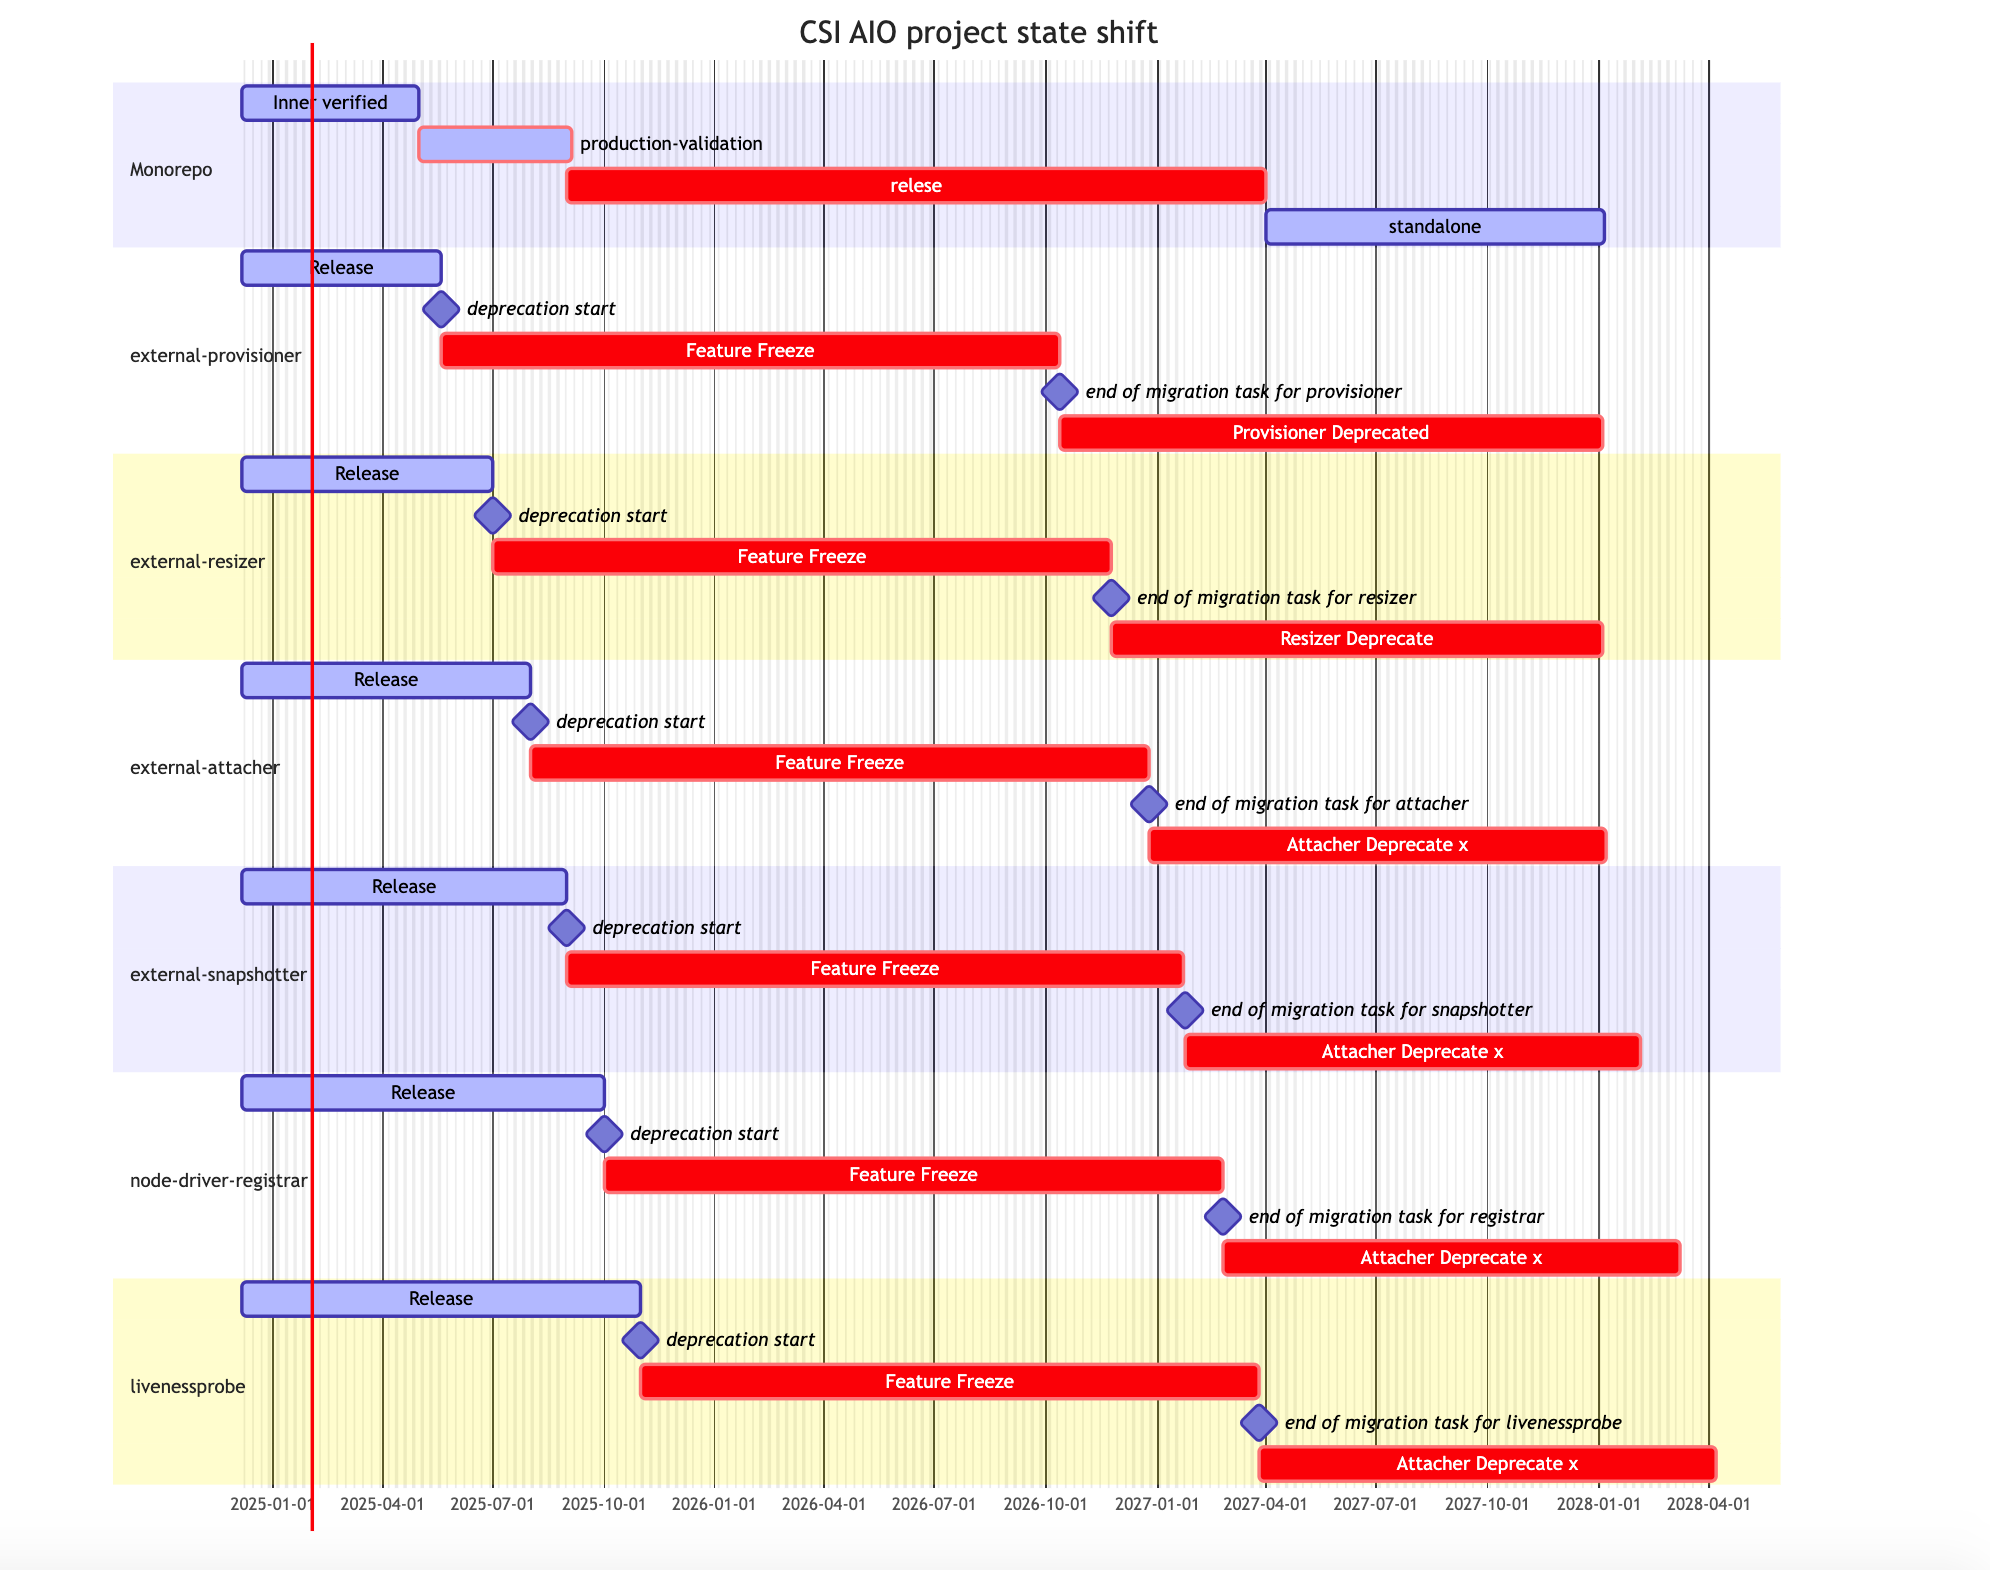 CSI AIO project state shift
Monorepo
Inner verified
production-validation
relese
standalone
external-provisioner
Release
deprecation start
Feature Freeze
end of migration task for provisioner
Provisioner Deprecated
external-resizer
Release
deprecation start
Feature Freeze
end of migration task for resizer
Resizer Deprecate
external-attacher
Release
deprecation start
Feature Freeze
end of migration task for attacher
Attacher Deprecate x
external-snapshotter
Release
deprecation start
Feature Freeze
end of migration task for snapshotter
Attacher Deprecate x
node-driver-registrar
Release
deprecation start
Feature Freeze
end of migration task for registrar
Attacher Deprecate x
livenessprobe
Release
deprecation start
Feature Freeze
end of migration task for livenessprobe
Attacher Deprecate x
2025-01-01 2025-04-01 2025-07-01 2025-10-01 2026-01-01 2026-04-01 2026-07-01 2026-10-01 2027-01-01 2027-04-01 2027-07-01 2027-10-01 2028-01-01 2028-04-01